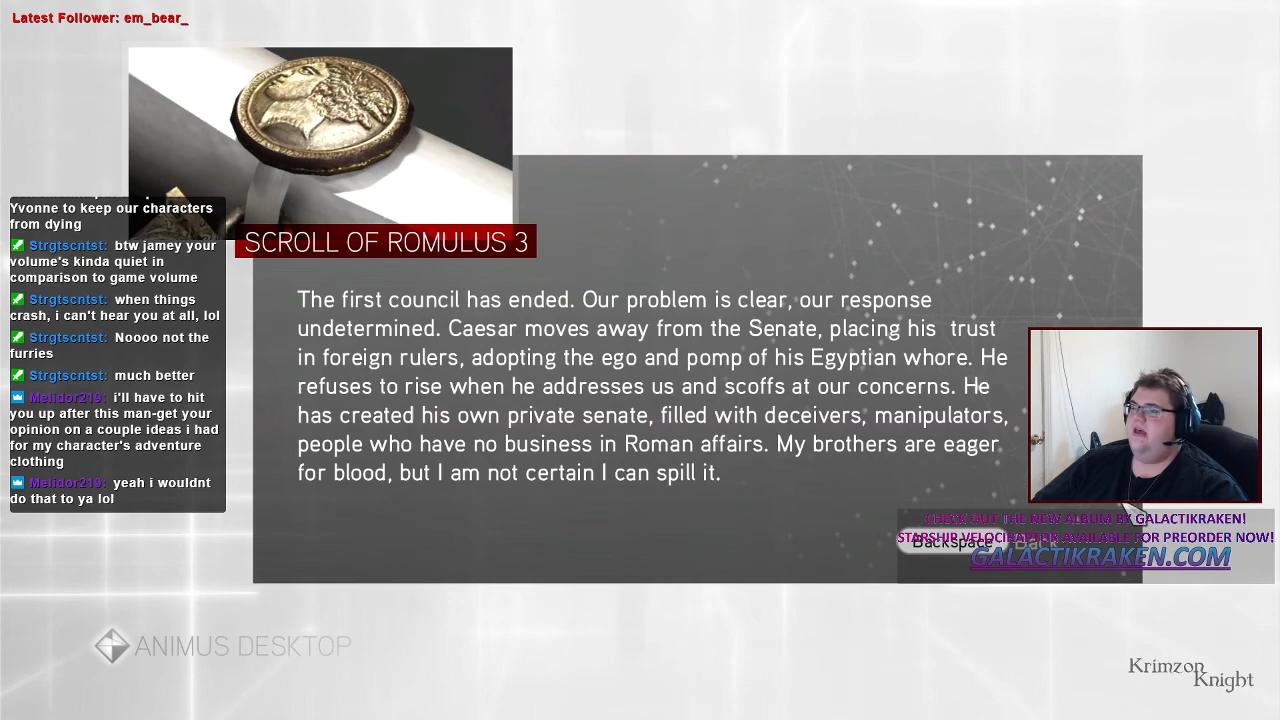 Latest Follower: em_bear_
SCROLL OF ROMULUS 3
The first council has ended. Our problem is clear, our response
undetermined. Caesar moves away from the Senate, placing his trust
in foreign rulers, adopting the ego and pomp of his Egyptian whore. He
refuses to rise when he addresses us and scoffs at our concerns. He
has created his own private senate, filled with deceivers, manipulators,
people who have no business in Roman affairs. My brothers are eager
for blood, but I am not certain I can spill it.
Yvonne to keep our characters
from dying
Strgtscntst: btw jamey your
volume's kinda quiet in
comparison to game volume
Strgtscntst: when things
crash, i can't hear you at all, lol
Strgtscntst: Noooo not the
furries
Strgtscntst: much better
Melidor219: i'll have to hit
you up after this man-get your
opinion on a couple ideas i had
for my character's adventure
clothing
Melidor219: yeah i wouldnt
do that to ya lol
CHECK OUT THE NEW ALBUM BY GALACTIKRAKEN!
STARSHIP VELOCIRAPTOR AVAILABLE FOR PREORDER NOW!
Backspace Back
GALACTIKRAKEN.COM
ANIMUS DESKTOP
Krimzon
Knight